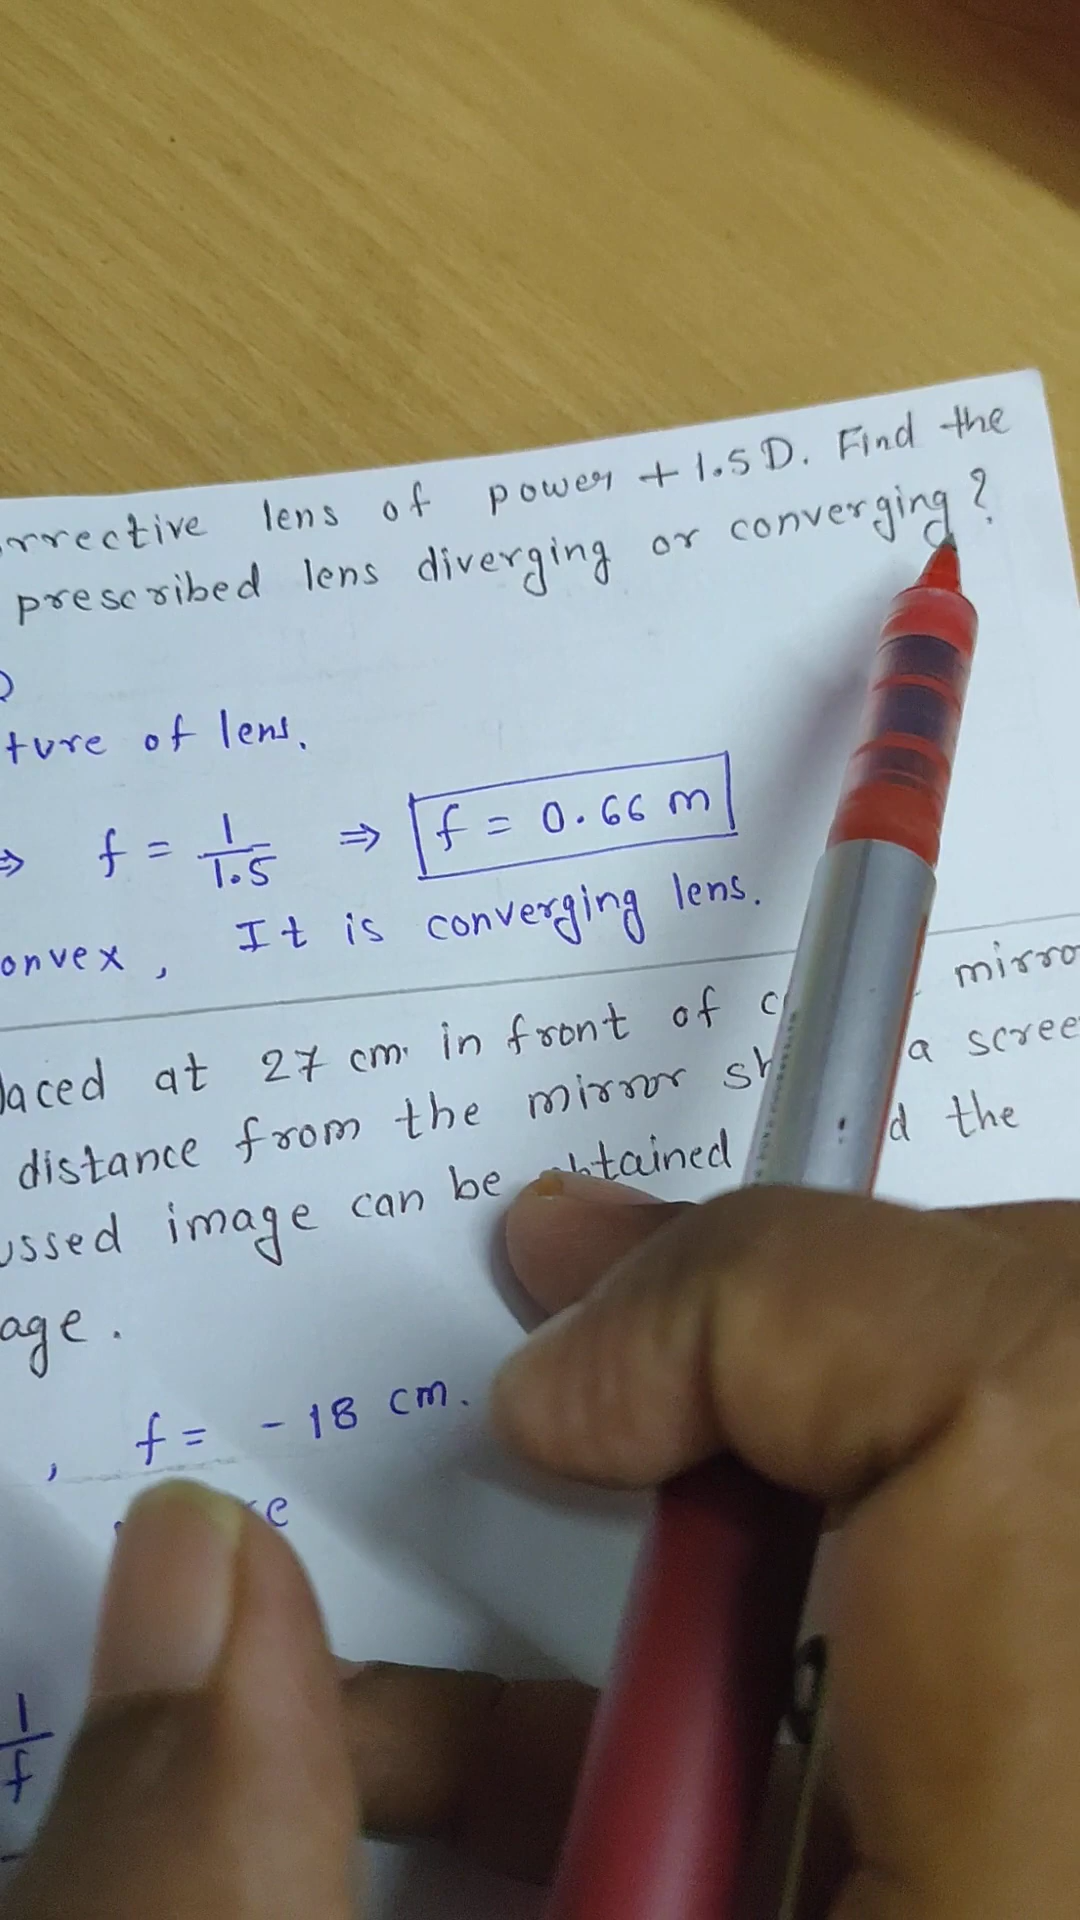 rrective lens of power + 1.5 D. Find the
prescribed lens diverging or converging ?
ture of lens.
⇒ f = 1/1.5 ⇒ f = 0.66 m
onvex , It is converging lens.
laced at 27 cm. in front of mirro
distance from the mirror a scree
ussed image can be the
age.
, f = - 18 cm.
1/f